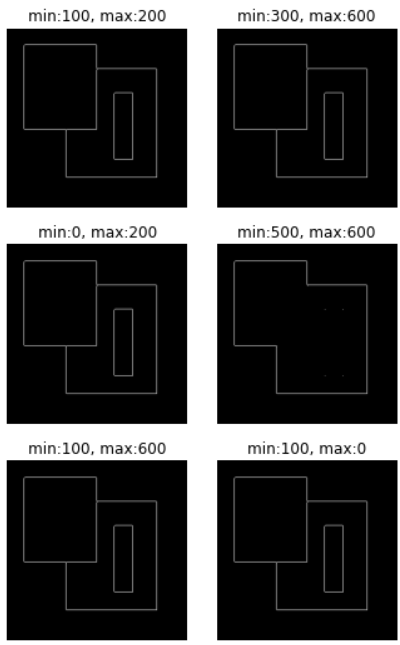 min:100, max:200
min:300, max:600
min:0, max:200
min:500, max:600
min:100, max:600
min:100, max:0